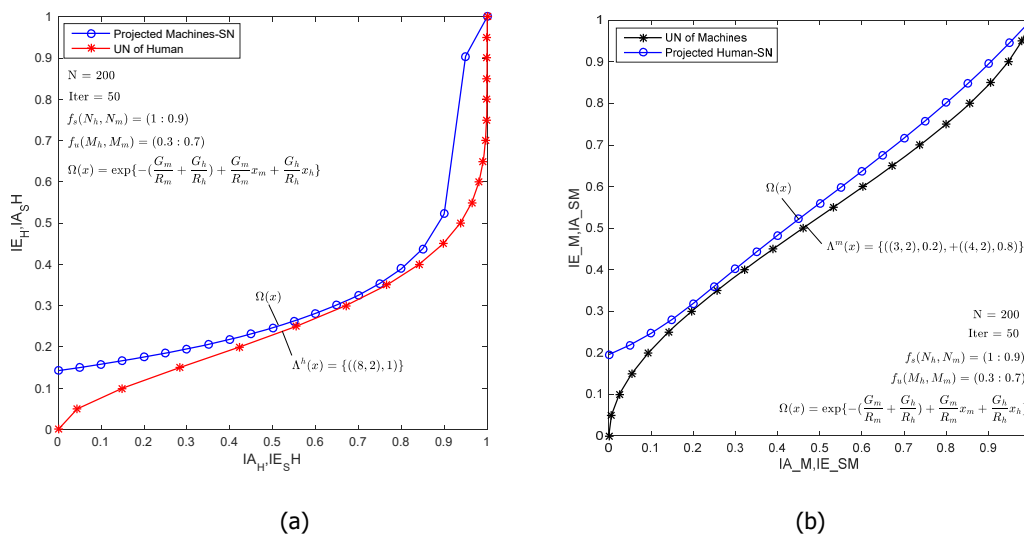 Projected Machines-SN
UN of Human
N = 200
Iter = 50
f_s(N_h, N_m) = (1 : 0.9)
f_u(M_h, M_m) = (0.3 : 0.7)
Ω(x) = exp{-(G_m/R_m + G_h/R_h) + G_m/R_m x_m + G_h/R_h x_h}
Ω(x)
Λ^h(x) = {((8, 2), 1)}
IE_H,IA_SH
1
0.9
0.8
0.7
0.6
0.5
0.4
0.3
0.2
0.1
0
0 0.1 0.2 0.3 0.4 0.5 0.6 0.7 0.8 0.9 1
IA_H,IE_SH
(a)
UN of Machines
Projected Human-SN
Ω(x)
Λ^m(x) = {((3, 2), 0.2), +((4, 2), 0.8)}
N = 200
Iter = 50
f_s(N_h, N_m) = (1 : 0.9)
f_u(M_h, M_m) = (0.3 : 0.7)
Ω(x) = exp{-(G_m/R_m + G_h/R_h) + G_m/R_m x_m + G_h/R_h x_h
IE_M,IA_SM
1
0.9
0.8
0.7
0.6
0.5
0.4
0.3
0.2
0.1
0
0 0.1 0.2 0.3 0.4 0.5 0.6 0.7 0.8 0.9
IA_M,IE_SM
(b)